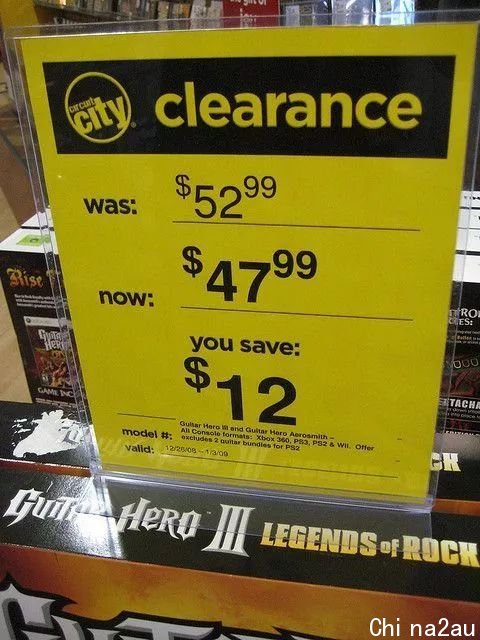 circuit city
clearance
was: $52.99
now: $47.99
you save:
$12
Guitar Hero III and Guitar Hero Aerosmith -
model #: All Console formats: Xbox 360, PS3, PS2 & Wii. Offer
excludes 2 guitar bundles for PS2
valid: 12/28/08 - 1/3/09
GUITAR HERO III LEGENDS of ROCK
Chi na2au